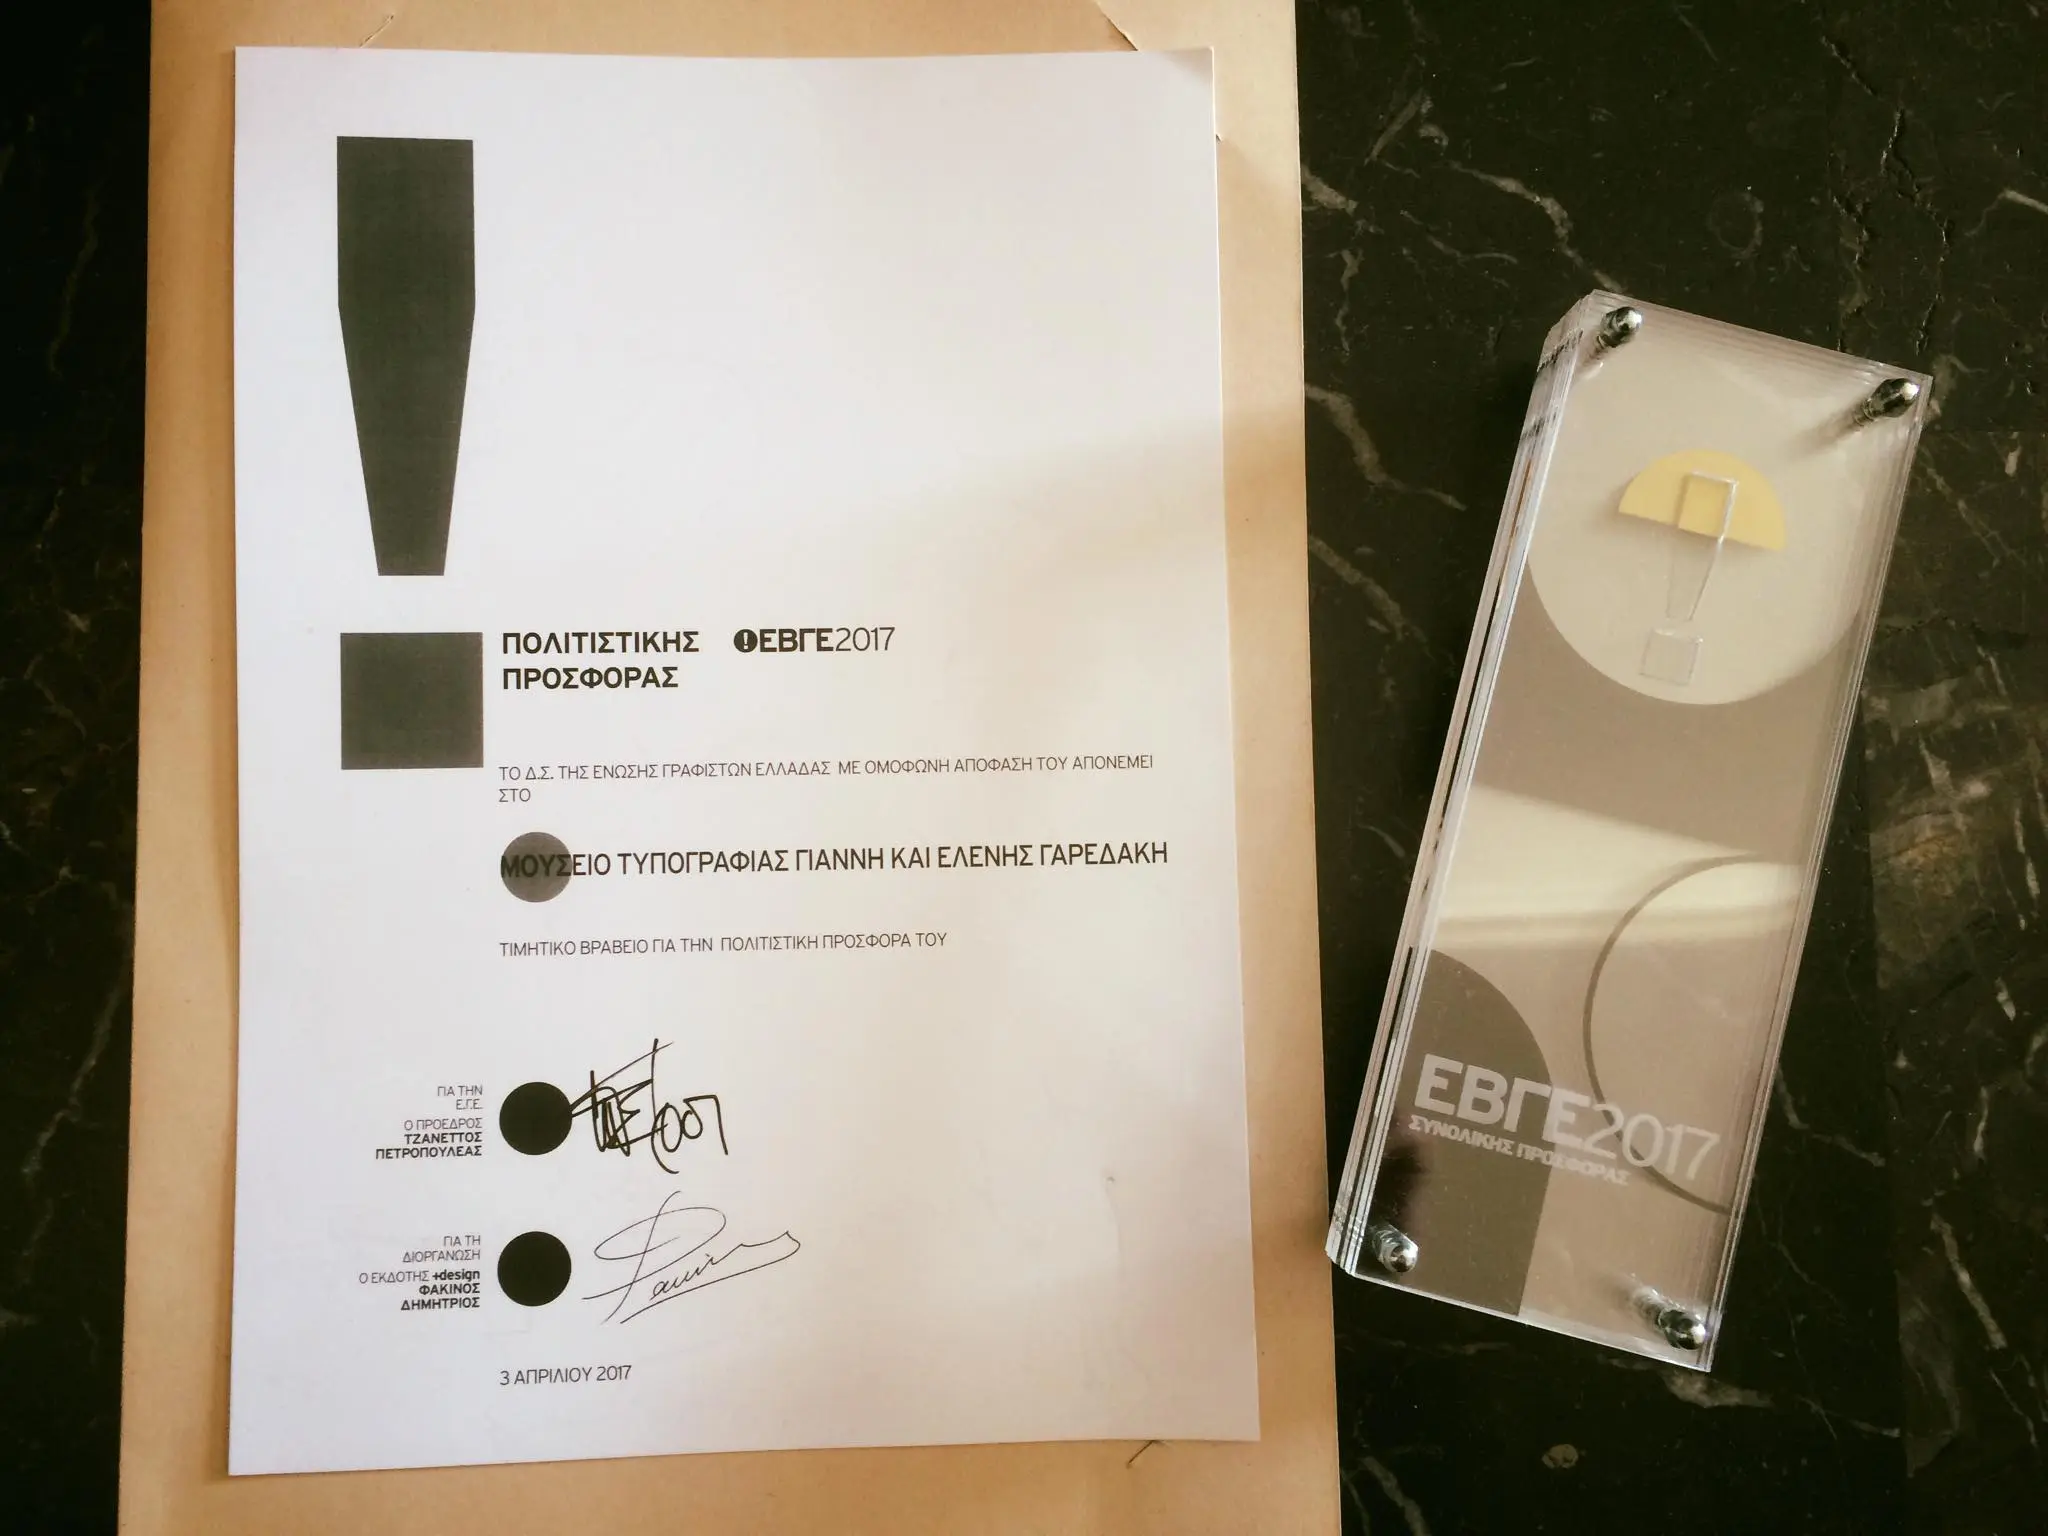 ΠΟΛΙΤΙΣΤΙΚΗΣ
ΠΡΟΣΦΟΡΑΣ
!ΕΒΓΕ2017
ΤΟ Δ.Σ. ΤΗΣ ΕΝΩΣΗΣ ΓΡΑΦΙΣΤΩΝ ΕΛΛΑΔΑΣ ΜΕ ΟΜΟΦΩΝΗ ΑΠΟΦΑΣΗ ΤΟΥ ΑΠΟΝΕΜΕΙ
ΣΤΟ
ΜΟΥΣΕΙΟ ΤΥΠΟΓΡΑΦΙΑΣ ΓΙΑΝΝΗ ΚΑΙ ΕΛΕΝΗΣ ΓΑΡΕΔΑΚΗ
ΤΙΜΗΤΙΚΟ ΒΡΑΒΕΙΟ ΓΙΑ ΤΗΝ ΠΟΛΙΤΙΣΤΙΚΗ ΠΡΟΣΦΟΡΑ ΤΟΥ
ΓΙΑ ΤΗΝ
Ε.Γ.Ε.
Ο ΠΡΟΕΔΡΟΣ
ΤΖΑΝΕΤΤΟΣ
ΠΕΤΡΟΠΟΥΛΕΑΣ
ΓΙΑ ΤΗ
ΔΙΟΡΓΑΝΩΣΗ
Ο ΕΚΔΟΤΗΣ +design
ΦΑΚΙΝΟΣ
ΔΗΜΗΤΡΙΟΣ
3 ΑΠΡΙΛΙΟΥ 2017
ΕΒΓΕ2017
ΣΥΝΟΛΙΚΗΣ ΠΡΟΣΦΟΡΑΣ